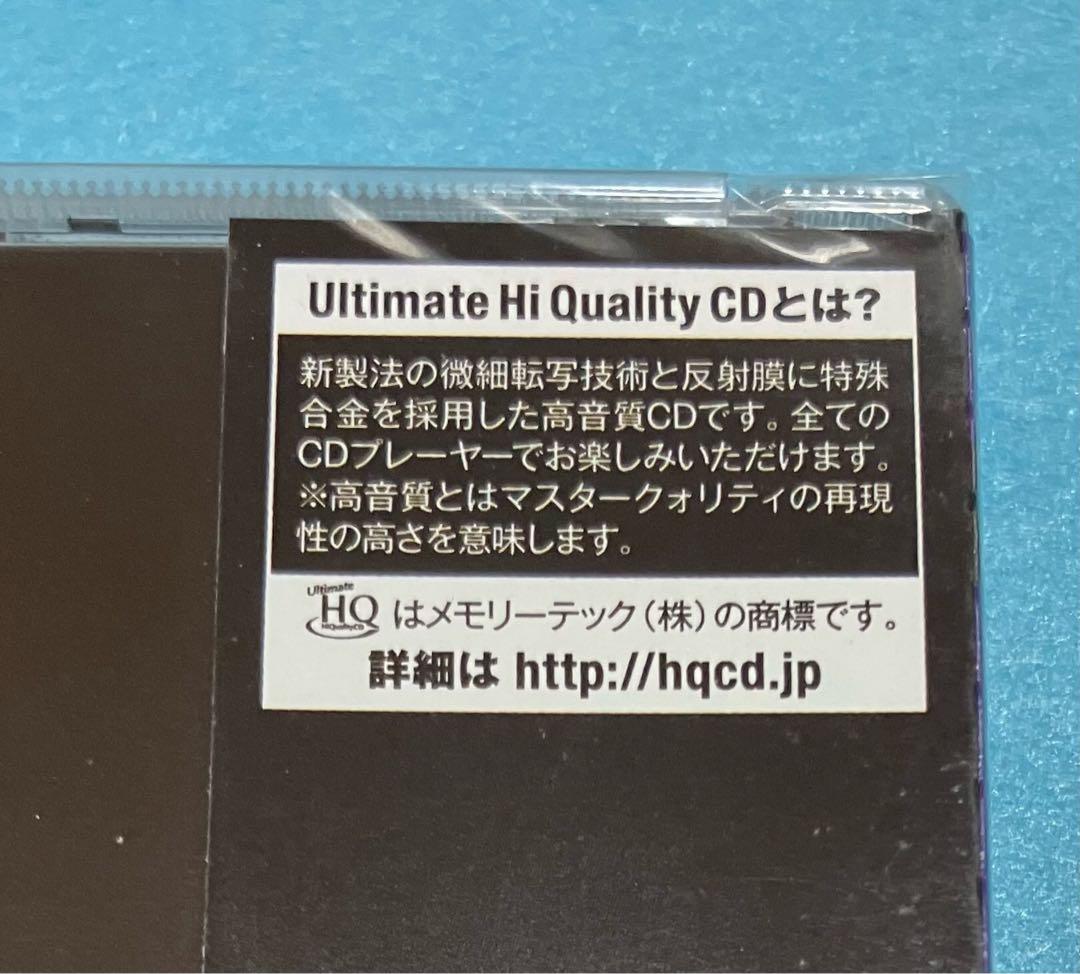 Ultimate Hi Quality CDとは?
新製法の微細転写技術と反射膜に特殊
合金を採用した高音質CDです。全ての
CDプレーヤーでお楽しみいただけます。
※高音質とはマスタークォリティの再現
性の高さを意味します。
Ultimate
HQ
HiQualityCD
はメモリーテック(株)の商標です。
詳細は http://hqcd.jp